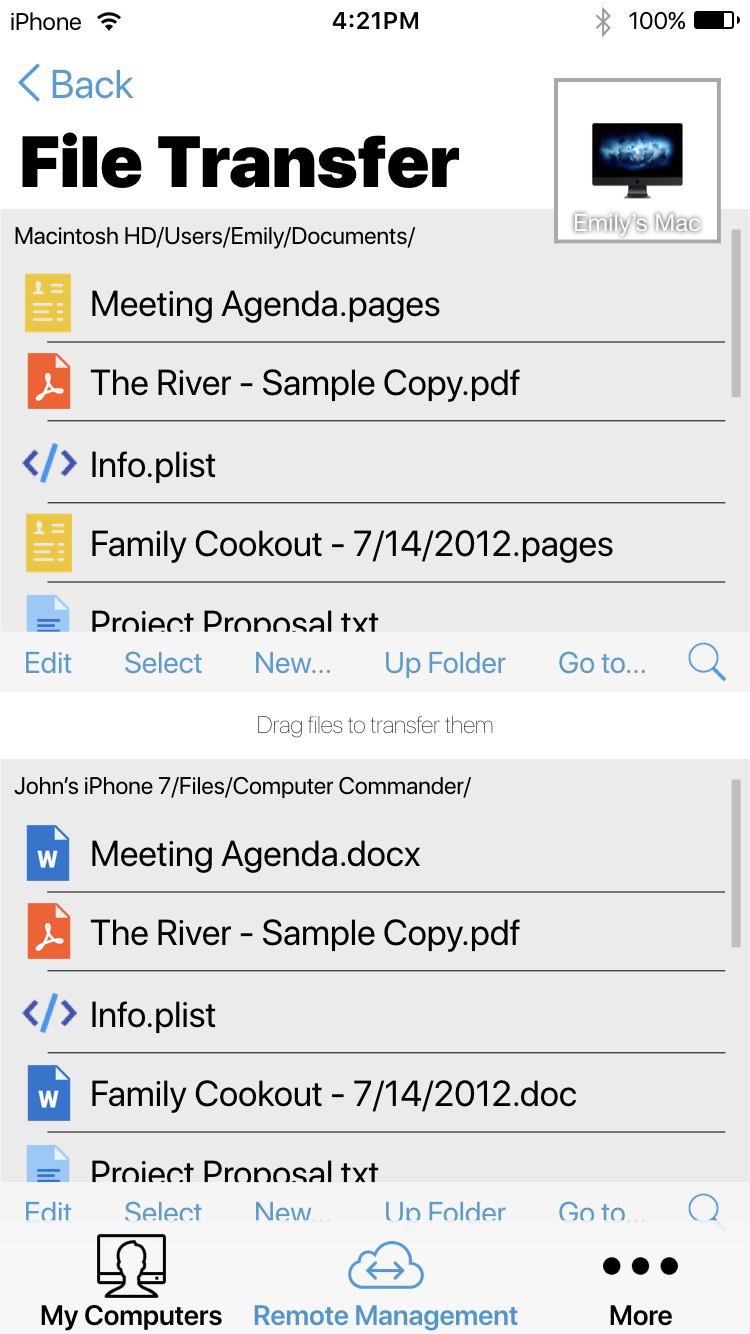 iPhone 4:21PM 100%
Back
File Transfer
Emily's Mac
Macintosh HD/Users/Emily/Documents/
Meeting Agenda.pages
The River - Sample Copy.pdf
</> Info.plist
Family Cookout - 7/14/2012.pages
Project Proposal.txt
Edit Select New... Up Folder Go to...
Drag files to transfer them
John's iPhone 7/Files/Computer Commander/
W Meeting Agenda.docx
The River - Sample Copy.pdf
</> Info.plist
W Family Cookout - 7/14/2012.doc
Project Proposal.txt
Edit Select New... Up Folder Go to...
My Computers Remote Management More